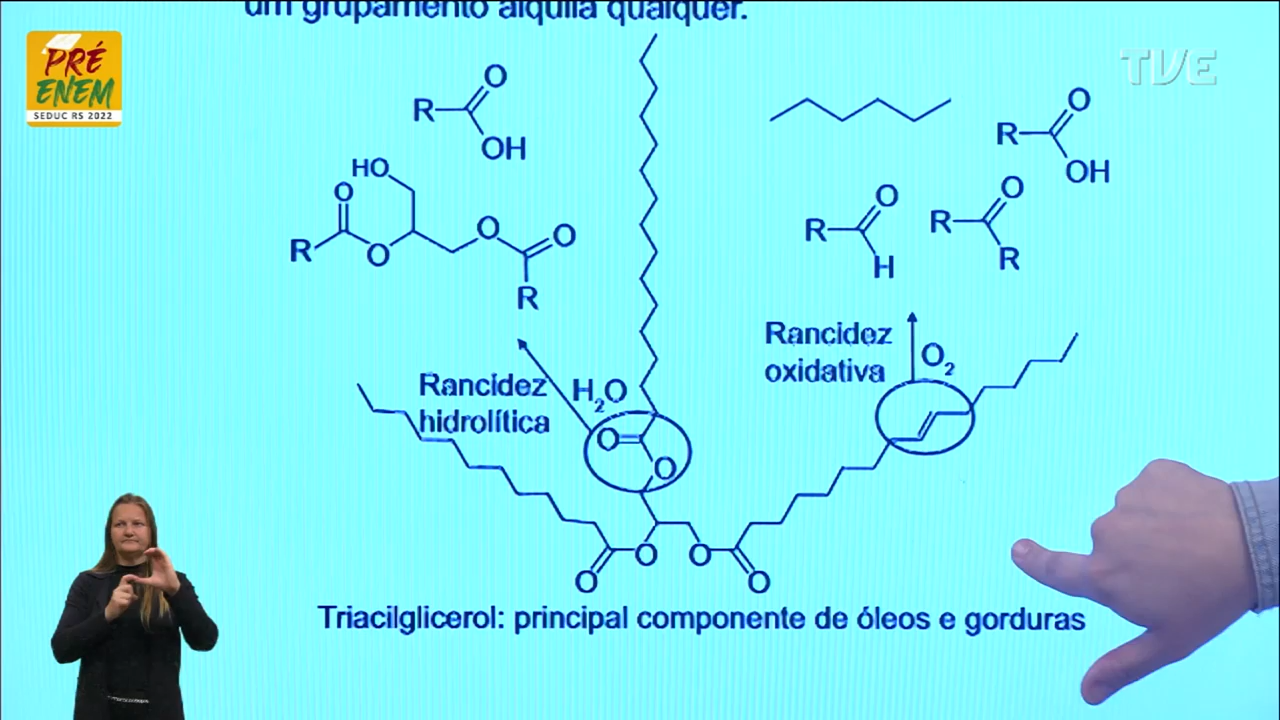 um grupamento alquila qualquer.
PRÉ
ENEM
SEDUC RS 2022
TVE
O
R
OH
HO
O
O
O
R
O
R
O
R
OH
O
R
H
O
R
R
Rancidez
hidrolítica
H2O
Rancidez
oxidativa
O2
O
O
O
O
O
O
Triacilglicerol: principal componente de óleos e gorduras